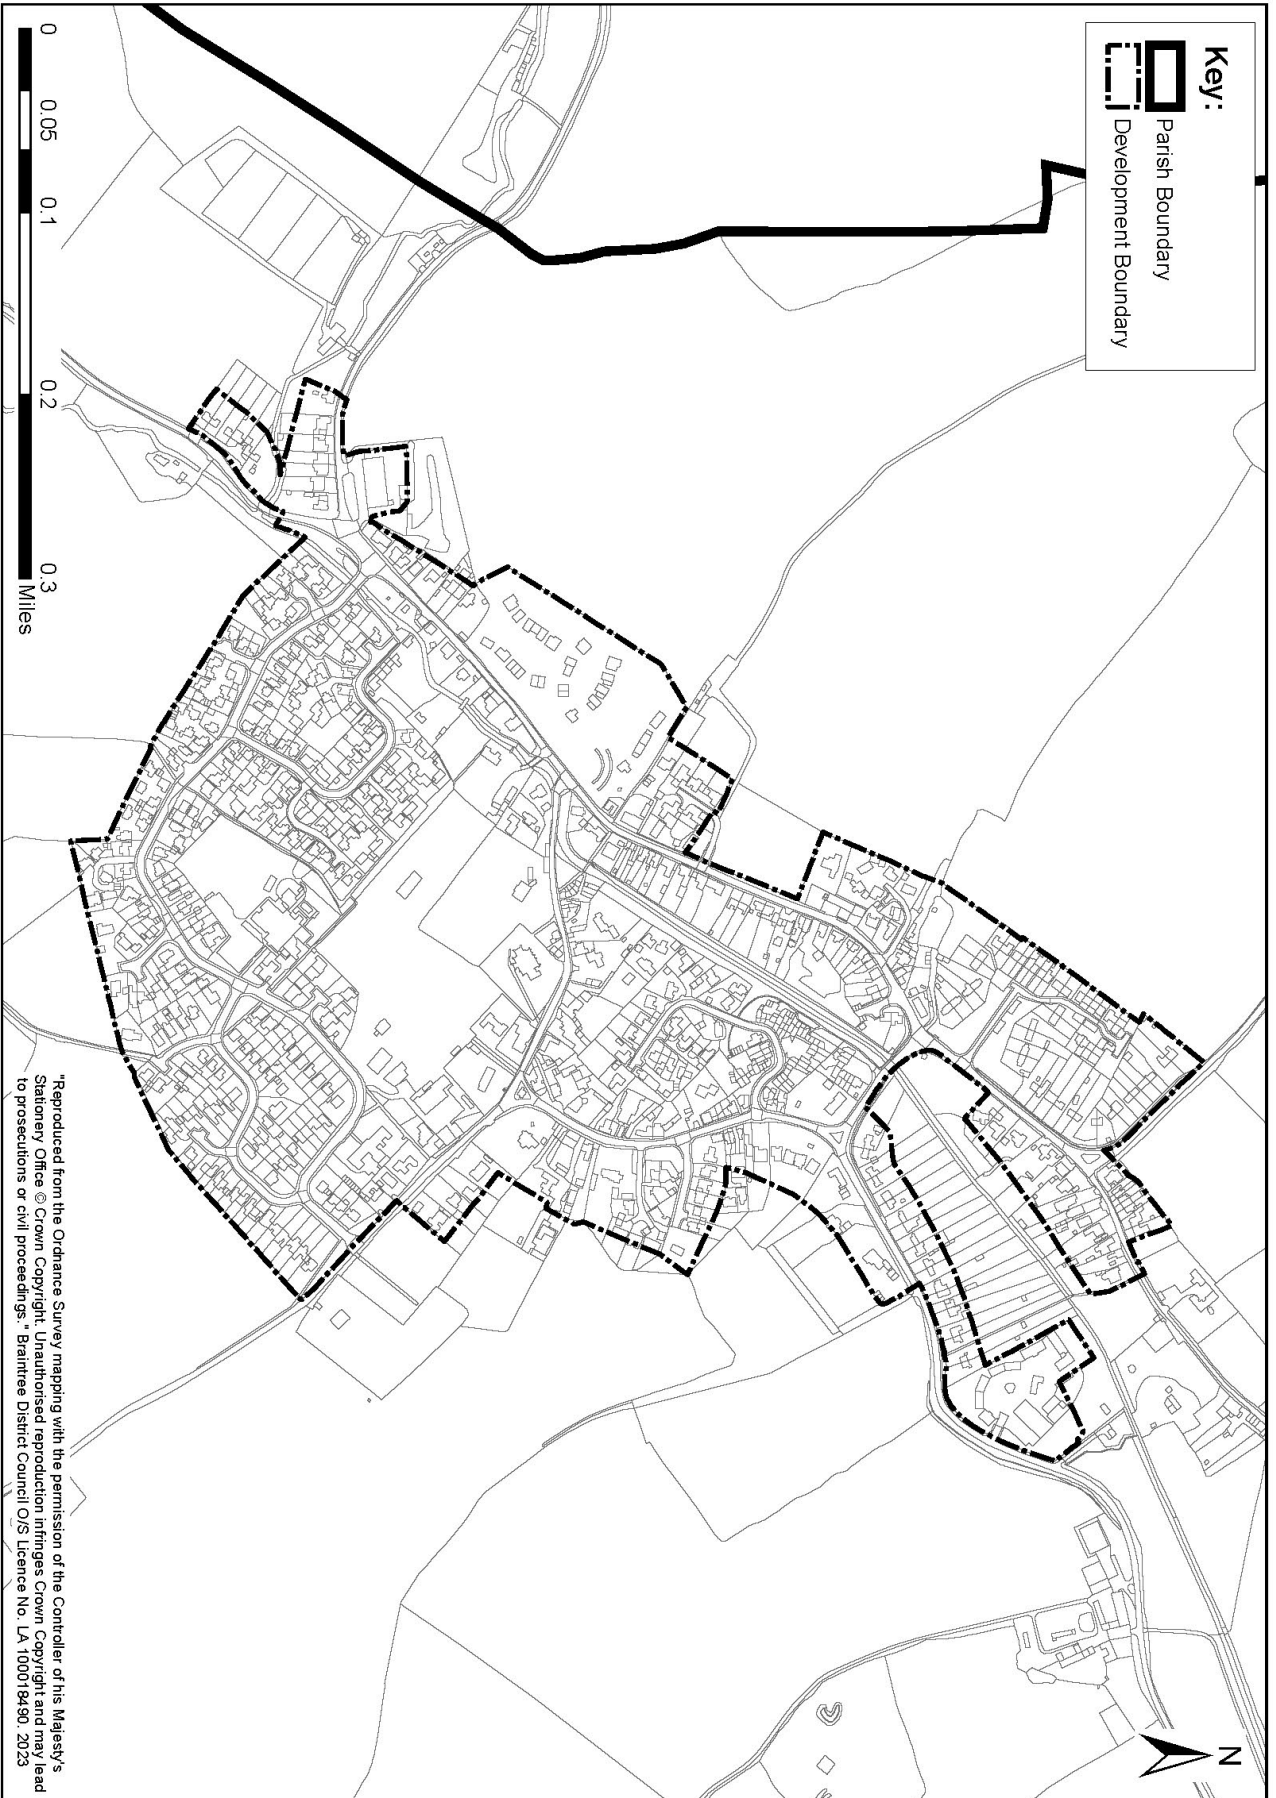 Key:
Parish Boundary
Development Boundary
N
0 0.05 0.1 0.2 0.3
Miles
"Reproduced from the Ordnance Survey mapping with the permission of the Controller of his Majesty's
Stationery Office © Crown Copyright. Unauthorised reproduction infringes Crown Copyright and may lead
to prosecutions or civil proceedings." Braintree District Council O/S Licence No. LA 100018490. 2023